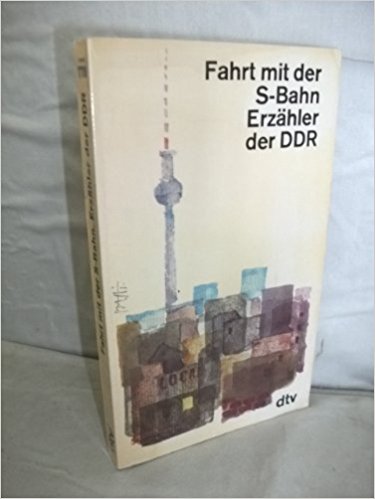 Fahrt mit der
S-Bahn
Erzähler
der DDR
dtv
Fahrt mit der S-Bahn. Erzähler der DDR